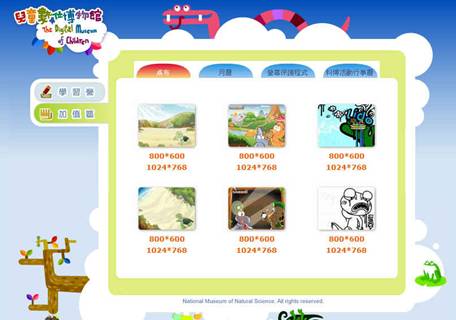 兒童數位博物館
The Digital Museum
of Children
桌布
月曆
螢幕保護程式
科博活動行事曆
學習營
加值區
800*600
1024*768
800*600
1024*768
800*600
1024*768
800*600
1024*768
800*600
1024*768
800*600
1024*768
National Museum of Natural Science. All rights reserved.